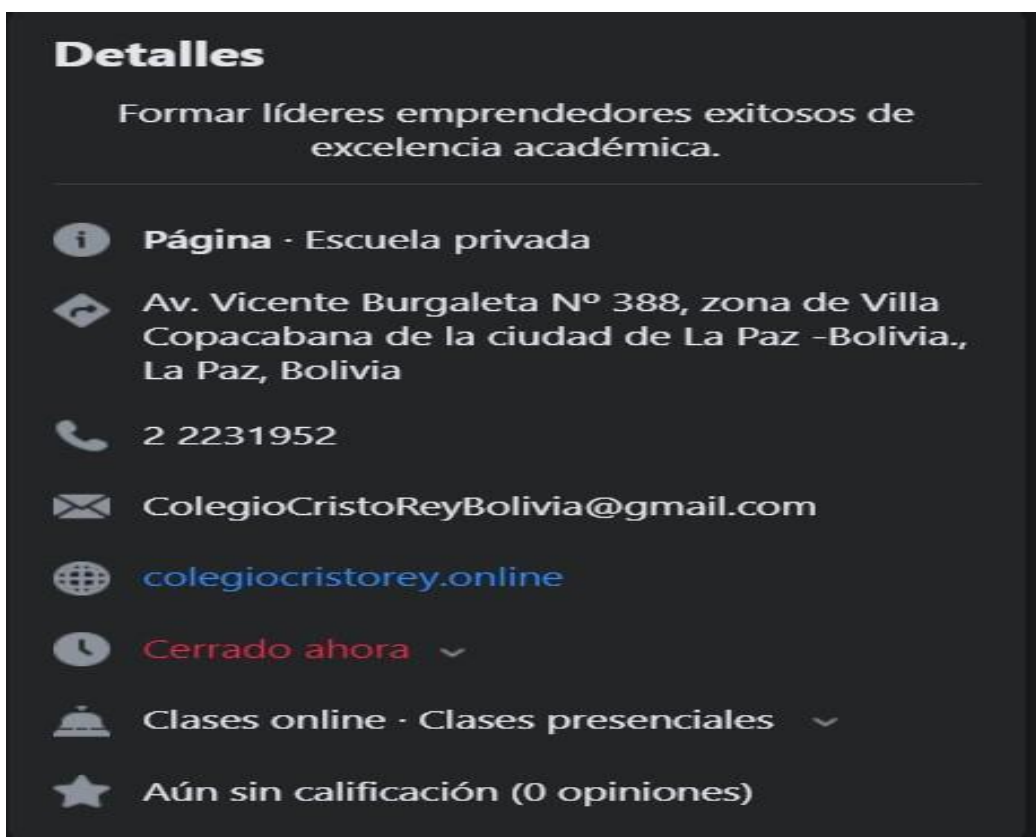 Detalles
Formar líderes emprendedores exitosos de
excelencia académica.
Página · Escuela privada
Av. Vicente Burgaleta Nº 388, zona de Villa
Copacabana de la ciudad de La Paz -Bolivia.,
La Paz, Bolivia
2 2231952
ColegioCristoReyBolivia@gmail.com
colegiocristorey.online
Cerrado ahora
Clases online · Clases presenciales
Aún sin calificación (0 opiniones)